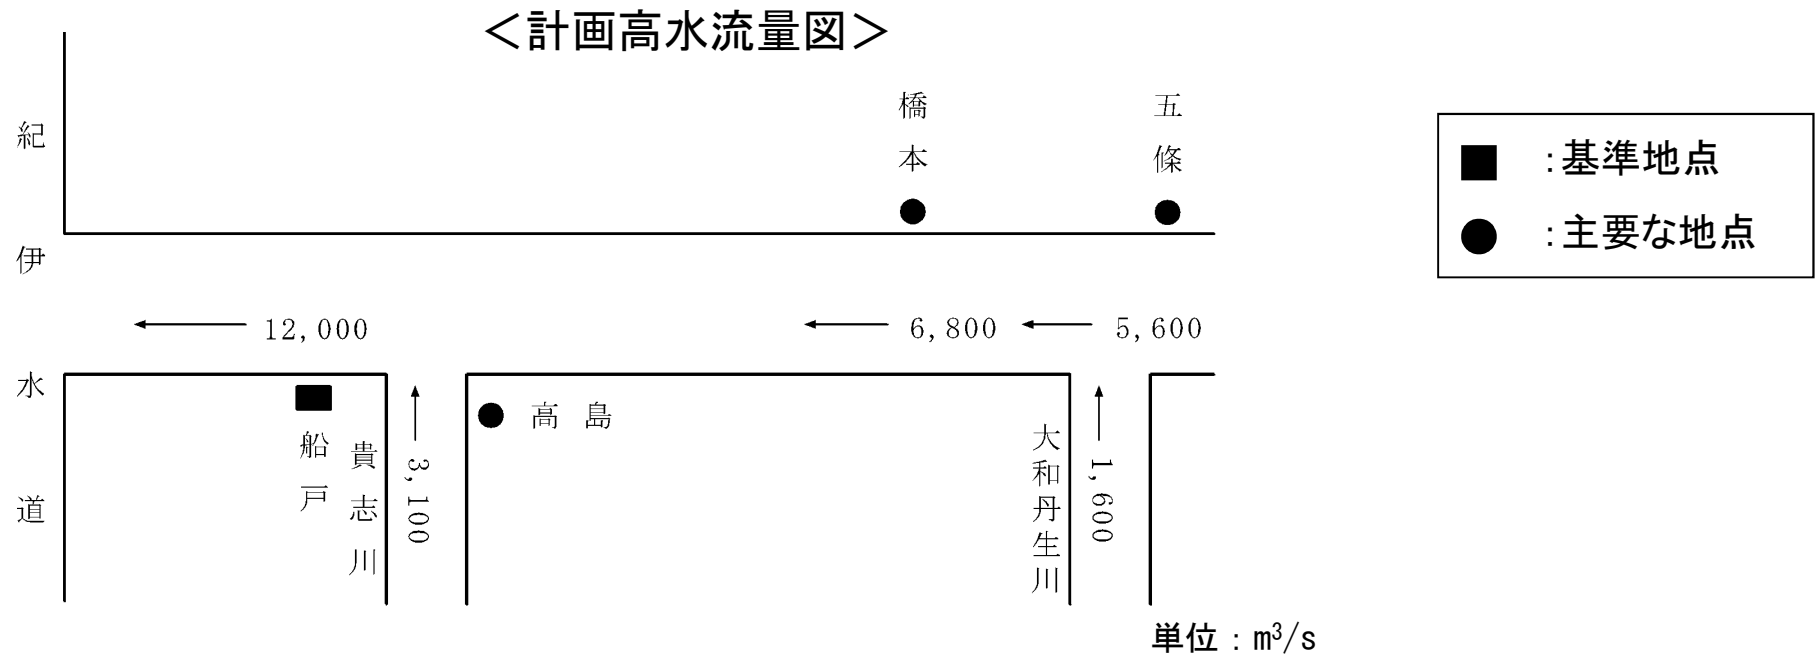 ＜計画高水流量図＞
紀伊水道
橋本
五條
■：基準地点
●：主要な地点
12,000
6,800
5,600
船戸
貴志川
3,100
高島
大和丹生川
1,600
単位：m³/s